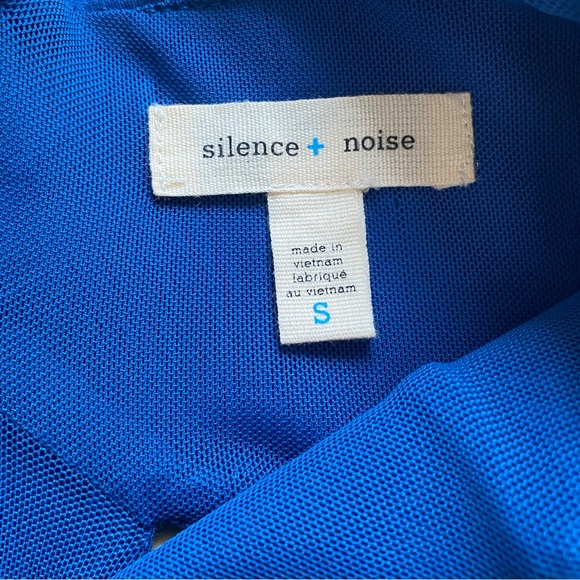 silence + noise
made in
vietnam
fabriqué
au vietnam
S